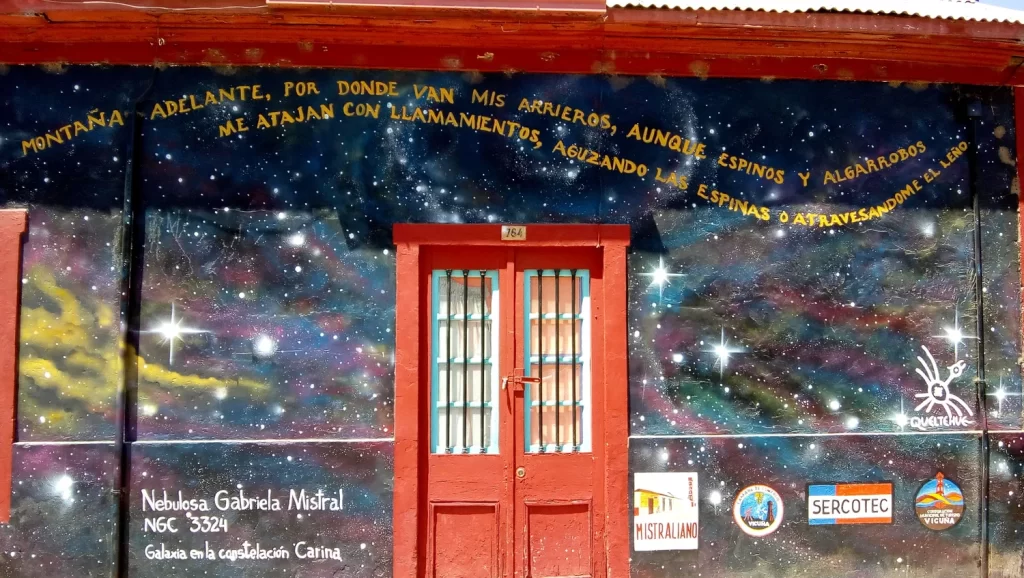 MONTAÑA ADELANTE, POR DONDE VAN MIS ARRIEROS, AUNQUE ESPINOS Y ALGARROBOS
ME ATAJAN CON LLAMAMIENTOS, AGUZANDO LAS ESPINAS O ATRAVESANDOME EL LEÑO.
764
QUELTEHUE
Nebulosa Gabriela Mistral
NGC 3324
Galaxia en la constelación Carina
MISTRALIANO
VICUÑA
SERCOTEC
VICUÑA